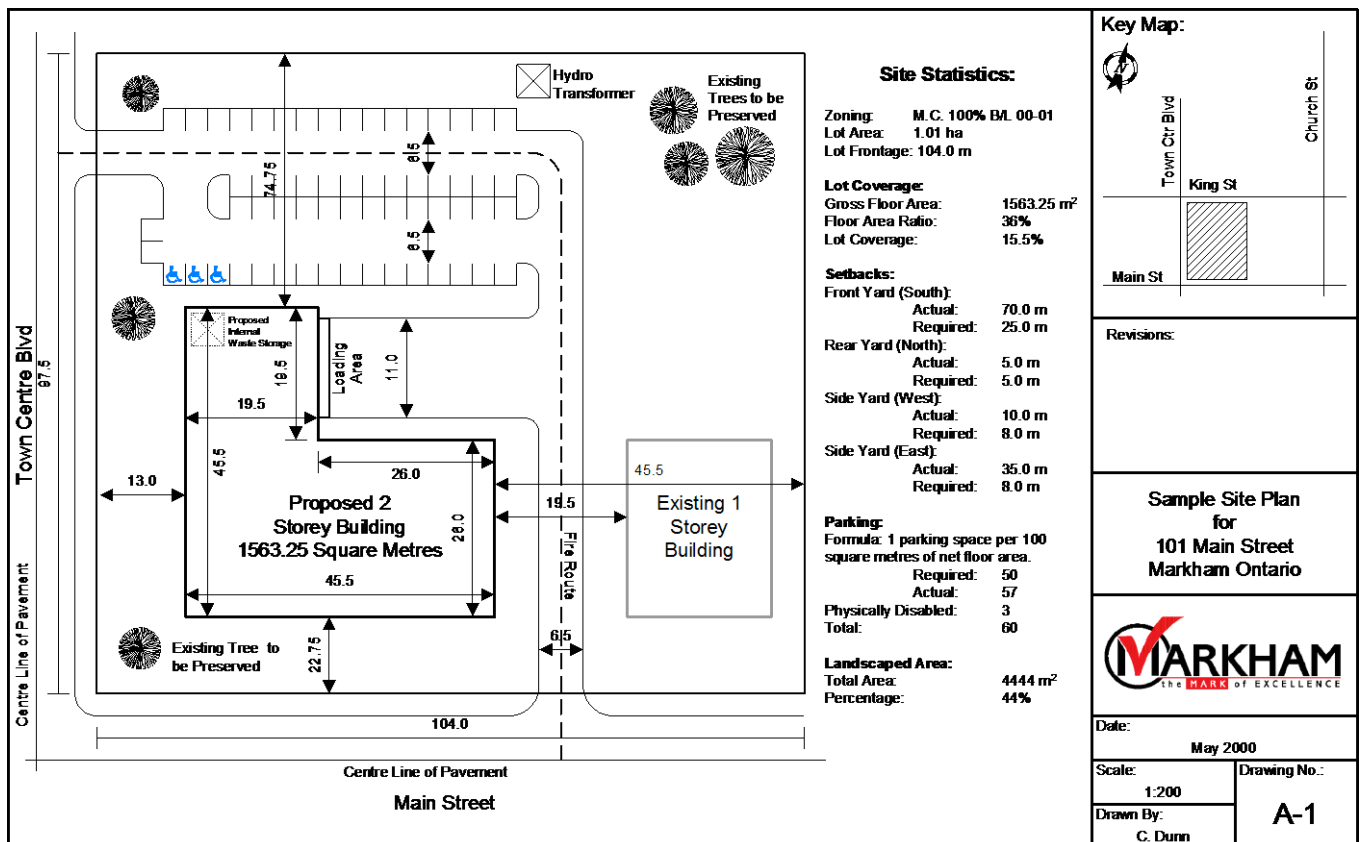 Hydro
Transformer
Existing
Trees to be
Preserved
74.75
6.5
6.5
Proposed
Internal
Waste Storage
19.5
Loading
Area
11.0
19.5
45.5
26.0
13.0
Proposed 2
Storey Building
1563.25 Square Metres
26.0
45.5
45.5
19.5
Existing 1
Storey
Building
Fire Route
Existing Tree to
be Preserved
22.75
6.5
104.0
Town Centre Blvd
97.5
Centre Line of Pavement
Centre Line of Pavement
Main Street
Site Statistics:
Zoning: M.C. 100% B/L 00-01
Lot Area: 1.01 ha
Lot Frontage: 104.0 m
Lot Coverage:
Gross Floor Area: 1563.25 m²
Floor Area Ratio: 36%
Lot Coverage: 15.5%
Setbacks:
Front Yard (South):
Actual: 70.0 m
Required: 25.0 m
Rear Yard (North):
Actual: 5.0 m
Required: 5.0 m
Side Yard (West):
Actual: 10.0 m
Required: 8.0 m
Side Yard (East):
Actual: 35.0 m
Required: 8.0 m
Parking:
Formula: 1 parking space per 100
square metres of net floor area.
Required: 50
Actual: 57
Physically Disabled: 3
Total: 60
Landscaped Area:
Total Area: 4444 m²
Percentage: 44%
Key Map:
N
Town Ctr Blvd
Church St
King St
Main St
Revisions:
Sample Site Plan
for
101 Main Street
Markham Ontario
MARKHAM
the MARK of EXCELLENCE
Date:
May 2000
Scale:
1:200
Drawing No.:
A-1
Drawn By:
C. Dunn